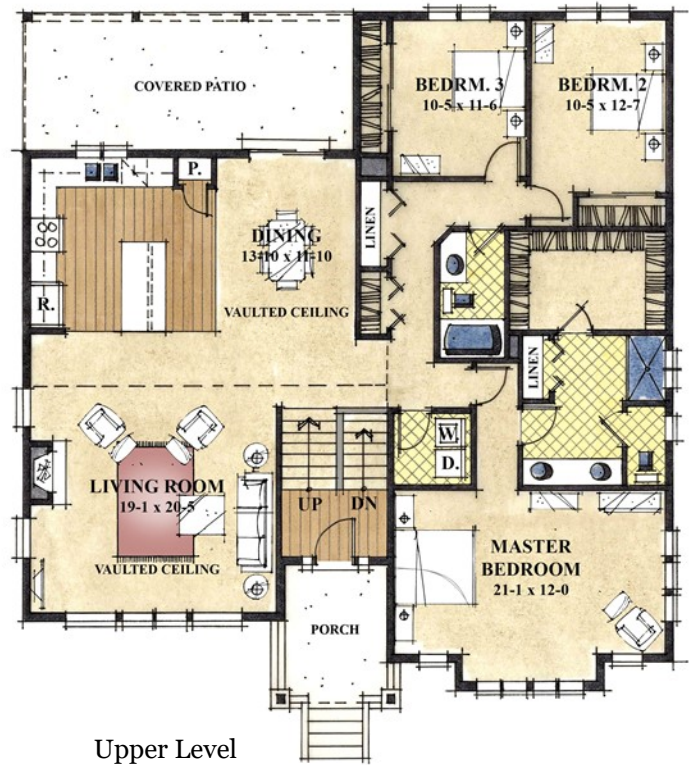 COVERED PATIO
BEDRM. 3
10-5 x 11-6
BEDRM. 2
10-5 x 12-7
P.
LINEN
DINING
13-10 x 11-10
R.
VAULTED CEILING
LINEN
W.
D.
LIVING ROOM
19-1 x 20-5
UP
DN
VAULTED CEILING
MASTER
BEDROOM
21-1 x 12-0
PORCH
Upper Level